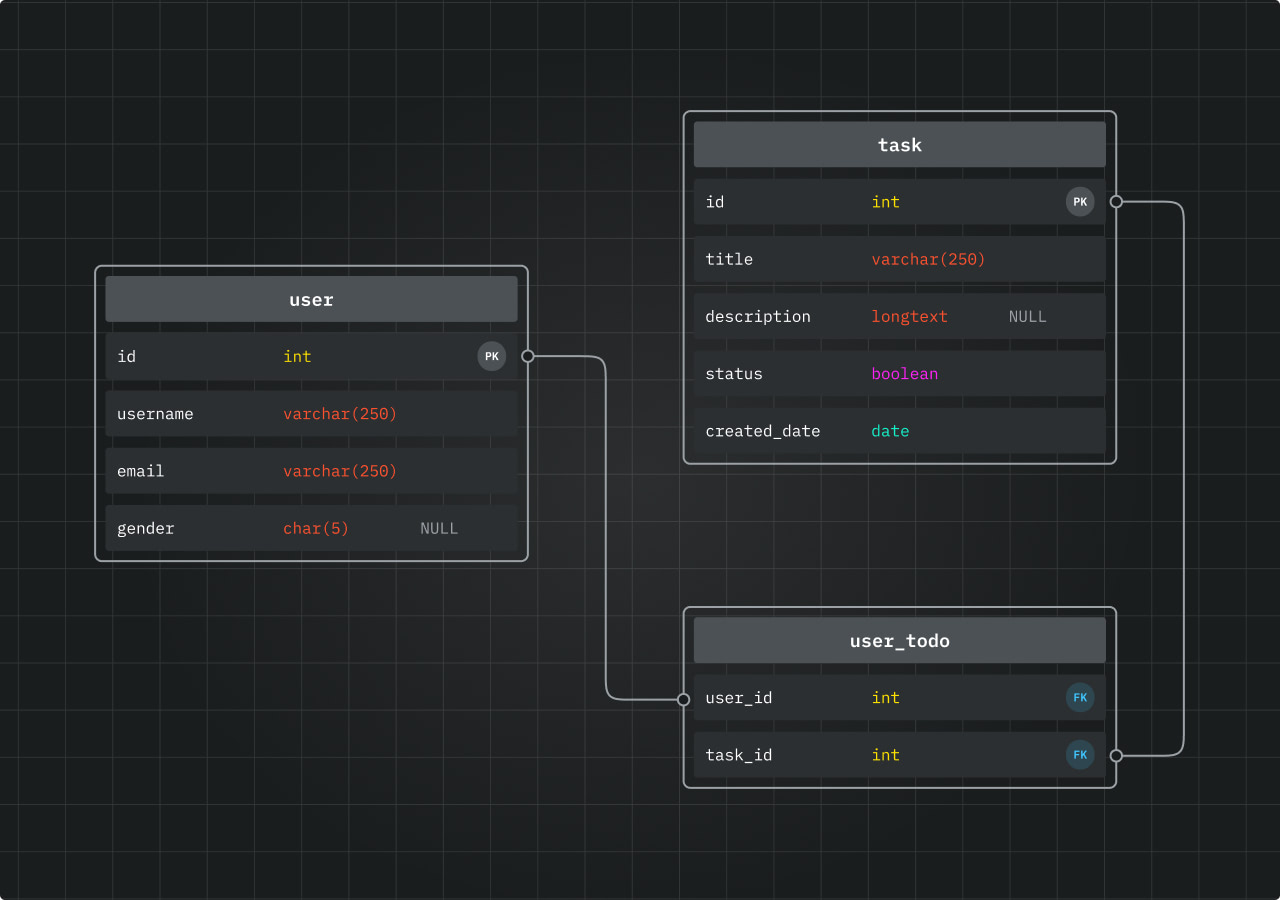 user
id int PK
username varchar(250)
email varchar(250)
gender char(5) NULL
task
id int PK
title varchar(250)
description longtext NULL
status boolean
created_date date
user_todo
user_id int FK
task_id int FK